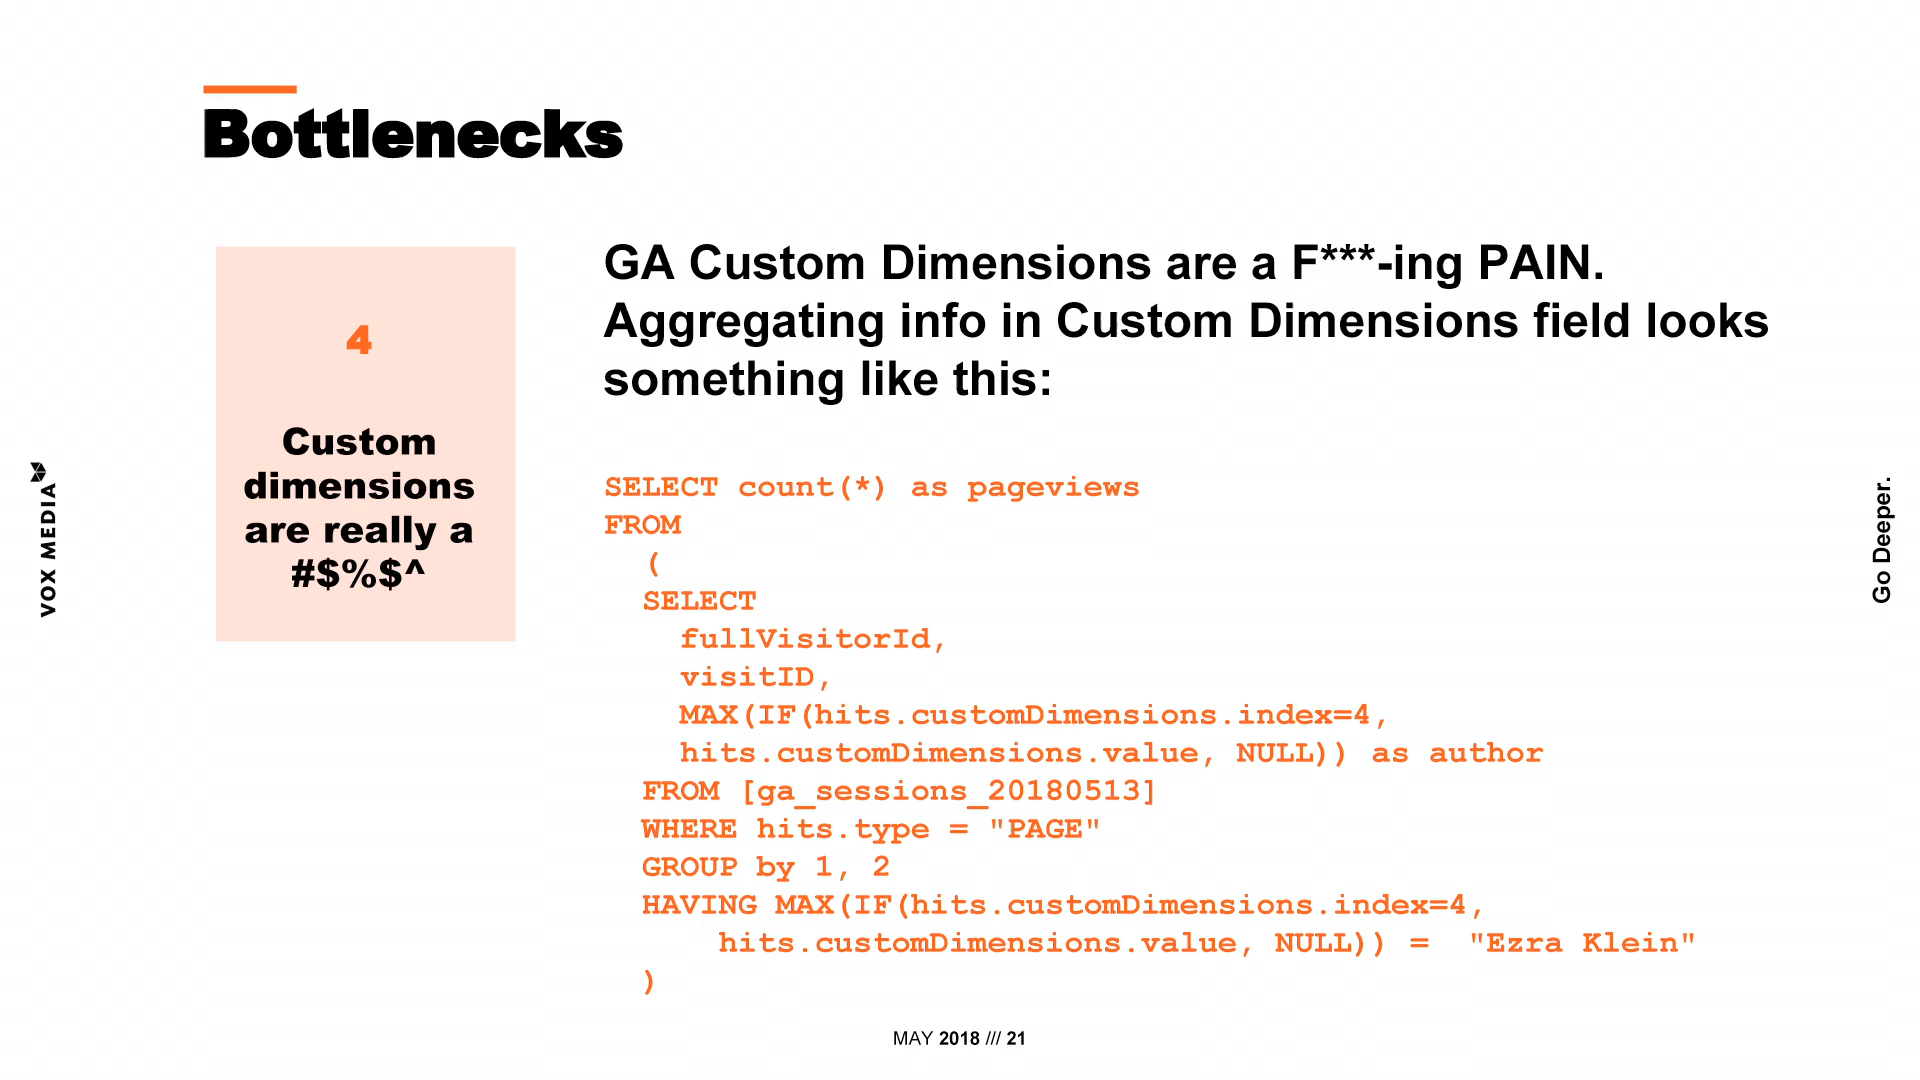 Bottlenecks
4
Custom
dimensions
are really a
#$%$^
GA Custom Dimensions are a F***-ing PAIN.
Aggregating info in Custom Dimensions field looks
something like this:
SELECT count(*) as pageviews
FROM
(
SELECT
fullVisitorId,
visitID,
MAX(IF(hits.customDimensions.index=4,
hits.customDimensions.value, NULL)) as author
FROM [ga_sessions_20180513]
WHERE hits.type = "PAGE"
GROUP by 1, 2
HAVING MAX(IF(hits.customDimensions.index=4,
hits.customDimensions.value, NULL)) = "Ezra Klein"
)
VOX MEDIA
Go Deeper.
MAY 2018 /// 21